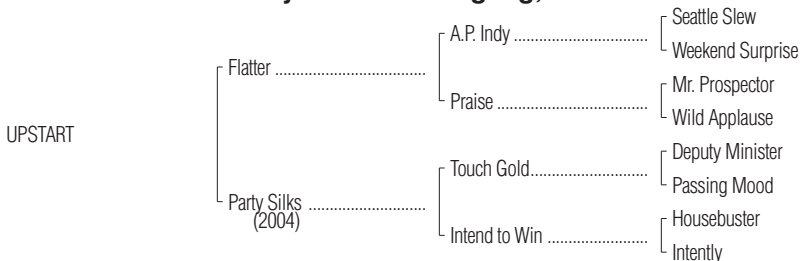 Seattle Slew
A.P. Indy ....................................
Weekend Surprise
Flatter ........................................
Mr. Prospector
Praise ........................................
Wild Applause
UPSTART
Deputy Minister
Touch Gold...............................
Passing Mood
Party Silks ...............................
(2004)
Housebuster
Intend to Win ...........................
Intently